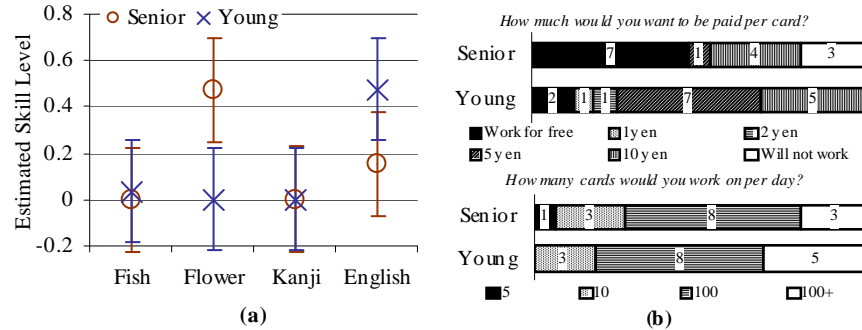 0.8
Senior
Young
0.6
0.4
0.2
0
-0.2
Estimated Skill Level
Fish
Flower
Kanji
English
(a)
How much would you want to be paid per card?
Senior
7
1
4
3
Young
2
1
1
7
5
Work for free
1yen
2 yen
5 yen
10 yen
Will not work
How many cards would you work on per day?
Senior
1
3
8
3
Young
3
8
5
5
10
100
100+
(b)